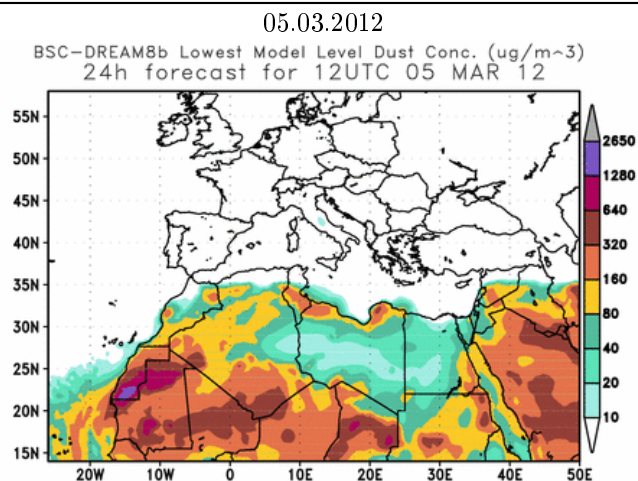 05.03.2012
BSC-DREAM8b Lowest Model Level Dust Conc. (ug/m^3)
24h forecast for 12UTC 05 MAR 12
55N
50N
45N
40N
35N
30N
25N
20N
15N
20W 10W 0 10E 20E 30E 40E 50E
2650
1280
640
320
160
80
40
20
10